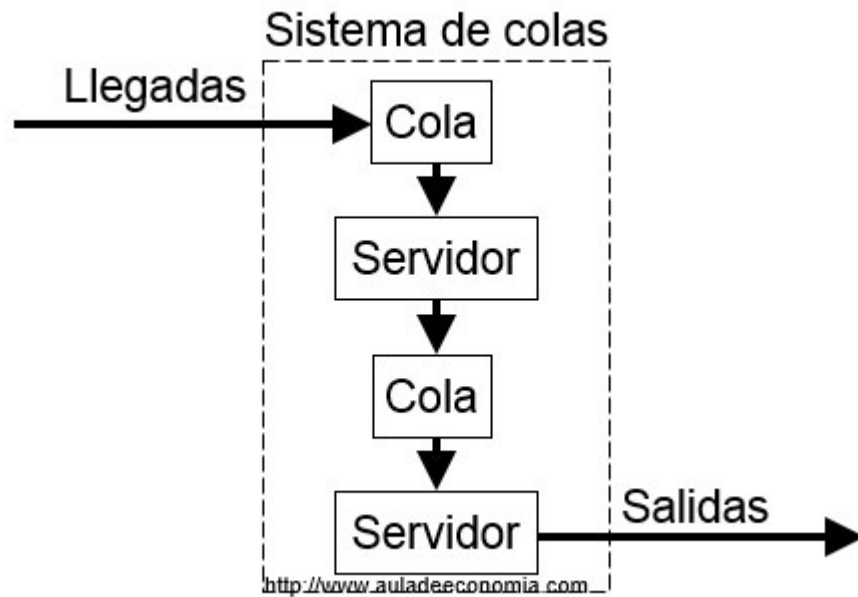 Sistema de colas
Llegadas
Cola
Servidor
Cola
Servidor
Salidas
http://www.auladeeconomia.com